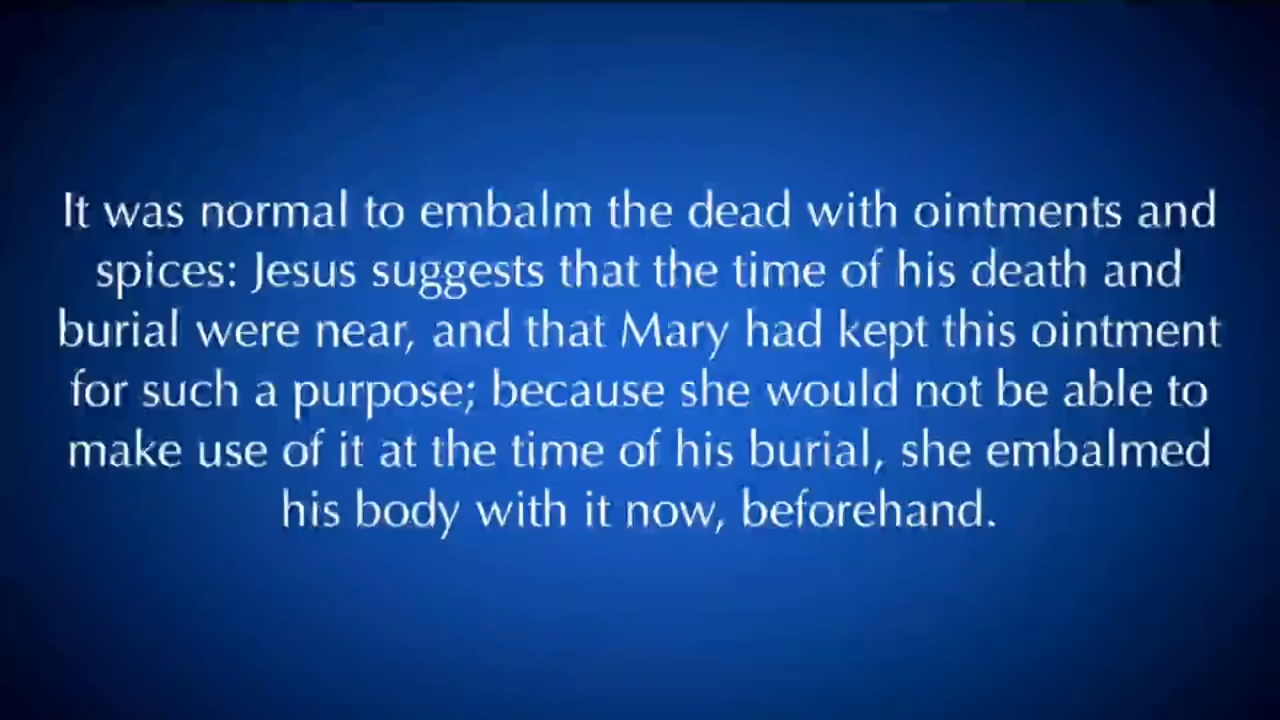 It was normal to embalm the dead with ointments and
spices: Jesus suggests that the time of his death and
burial were near, and that Mary had kept this ointment
for such a purpose; because she would not be able to
make use of it at the time of his burial, she embalmed
his body with it now, beforehand.